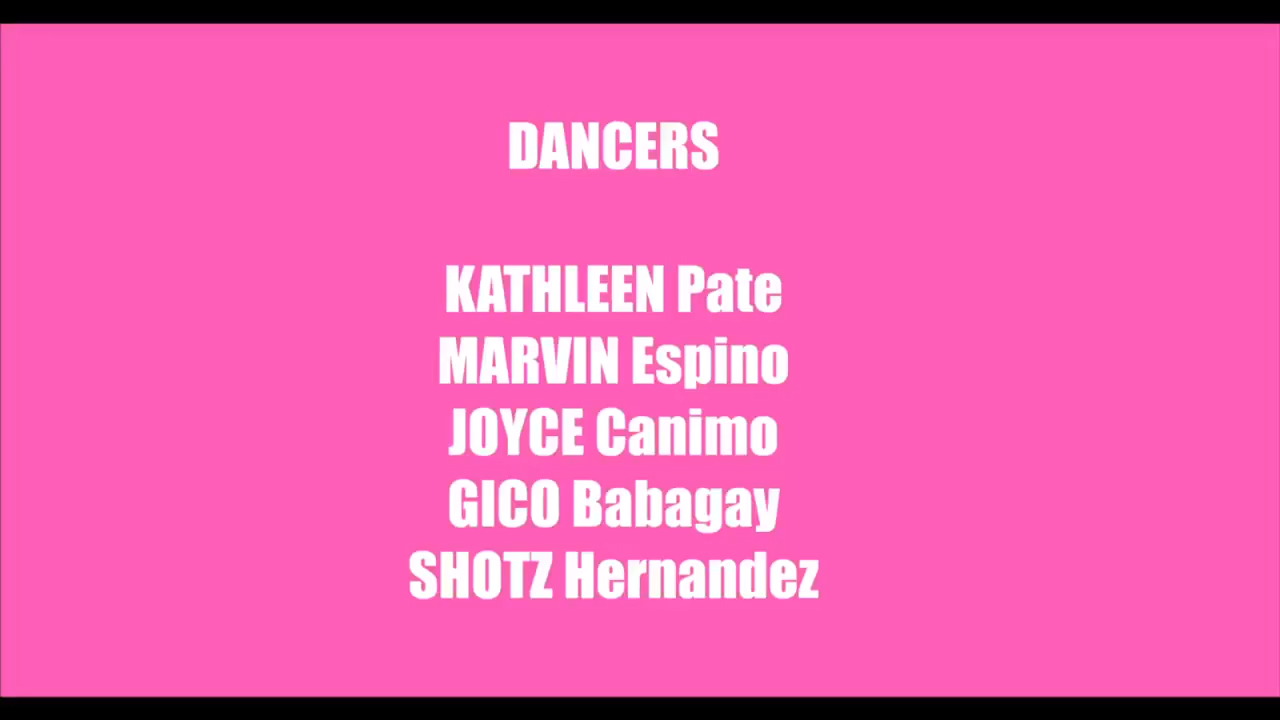 DANCERS
KATHLEEN Pate
MARVIN Espino
JOYCE Canimo
GICO Babagay
SHOTZ Hernandez